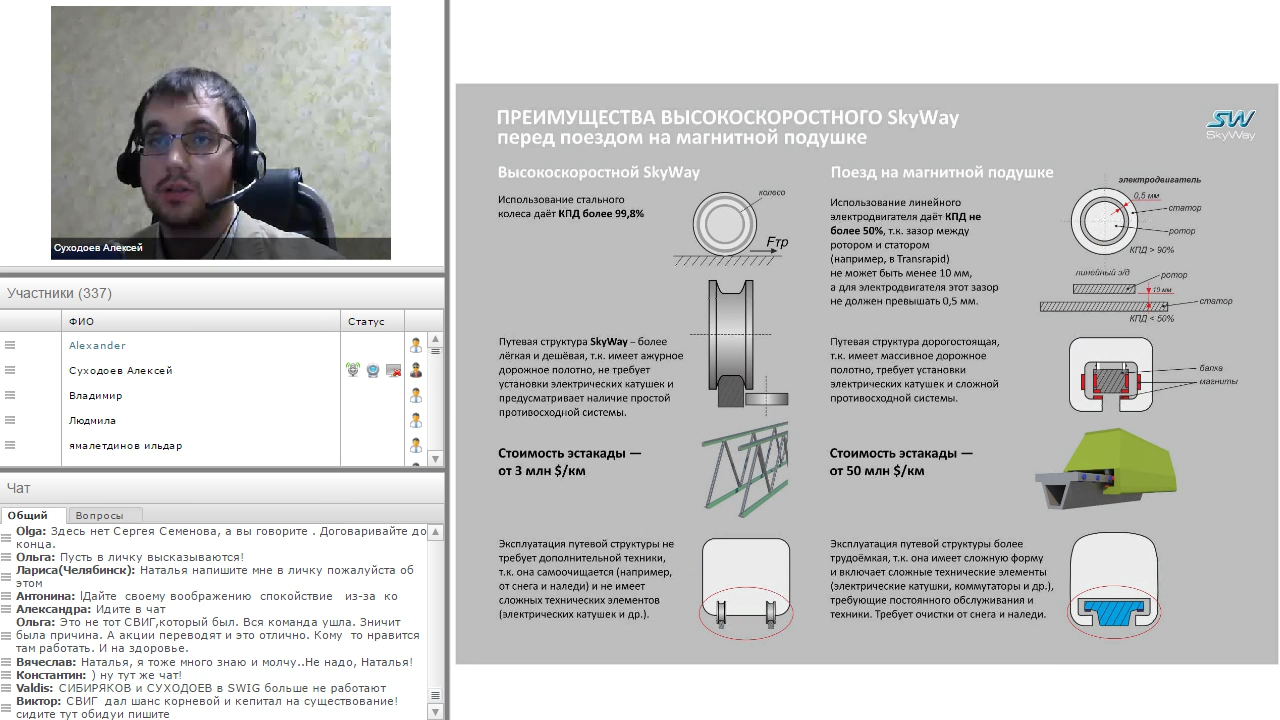 Суходоев Алексей
Участники (337)
ФИО
Статус
Alexander
Суходоев Алексей
Владимир
Людмила
ямалетдинов ильдар
Чат
Общий
Вопросы
Olga: Здесь нет Сергея Семенова, а вы говорите . Договаривайте до
конца.
Ольга: Пусть в личку высказываются!
Лариса(Челябинск): Наталья напишите мне в личку пожалуйста об
этом
Антонина: !Дайте своему воображению спокойствие из-за ко
Александра: Идите в чат
Ольга: Это не тот СВИГ,который был. Вся команда ушла. Значит
была причина. А акции переводят и это отлично. Кому то нравится
там работать. И на здоровье.
Вячеслав: Наталья, я тоже много знаю и молчу..Не надо, Наталья!
Константин: ) ну тут же чат!
Valdis: СИБИРЯКОВ и СУХОДОЕВ в SWIG больше не работают
Виктор: СВИГ дал шанс корневой и кепитал на существование!
сидите тут обидуи пишите
ПРЕИМУЩЕСТВА ВЫСОКОСКОРОСТНОГО SkyWay
перед поездом на магнитной подушке
SW
SkyWay
Высокоскоростной SkyWay
Использование стального
колеса даёт КПД более 99,8%
колесо
Fтр
Путевая структура SkyWay – более
лёгкая и дешёвая, т.к. имеет ажурное
дорожное полотно, не требует
установки электрических катушек и
предусматривает наличие простой
противосходной системы.
Стоимость эстакады —
от 3 млн $/км
Эксплуатация путевой структуры не
требует дополнительной техники,
т.к. она самоочищается (например,
от снега и наледи) и не имеет
сложных технических элементов
(электрических катушек и др.).
Поезд на магнитной подушке
Использование линейного
электродвигателя даёт КПД не
более 50%, т.к. зазор между
ротором и статором
(например, в Transrapid)
не может быть менее 10 мм,
а для электродвигателя этот зазор
не должен превышать 0,5 мм.
электродвигатель
0,5 мм
статор
ротор
КПД > 90%
линейный э/д
ротор
10 мм
статор
КПД < 50%
Путевая структура дорогостоящая,
т.к. имеет массивное дорожное
полотно, требует установки
электрических катушек и сложной
противосходной системы.
балка
магниты
Стоимость эстакады —
от 50 млн $/км
Эксплуатация путевой структуры более
трудоёмкая, т.к. она имеет сложную форму
и включает сложные технические элементы
(электрические катушки, коммутаторы и др.),
требующие постоянного обслуживания и
техники. Требует очистки от снега и наледи.